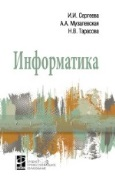 И.И. Сергеева
А.А. Музалевская
Н.В. Тарасова
Информатика